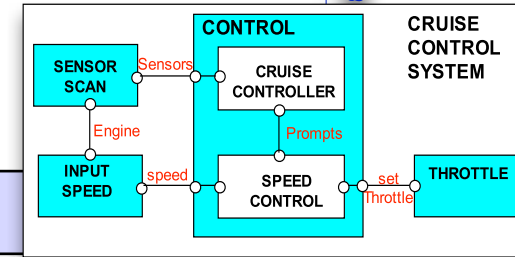 CONTROL
CRUISE
CONTROL
SYSTEM
SENSOR
SCAN
Sensors
CRUISE
CONTROLLER
Engine
Prompts
INPUT
SPEED
speed
SPEED
CONTROL
set
Throttle
THROTTLE